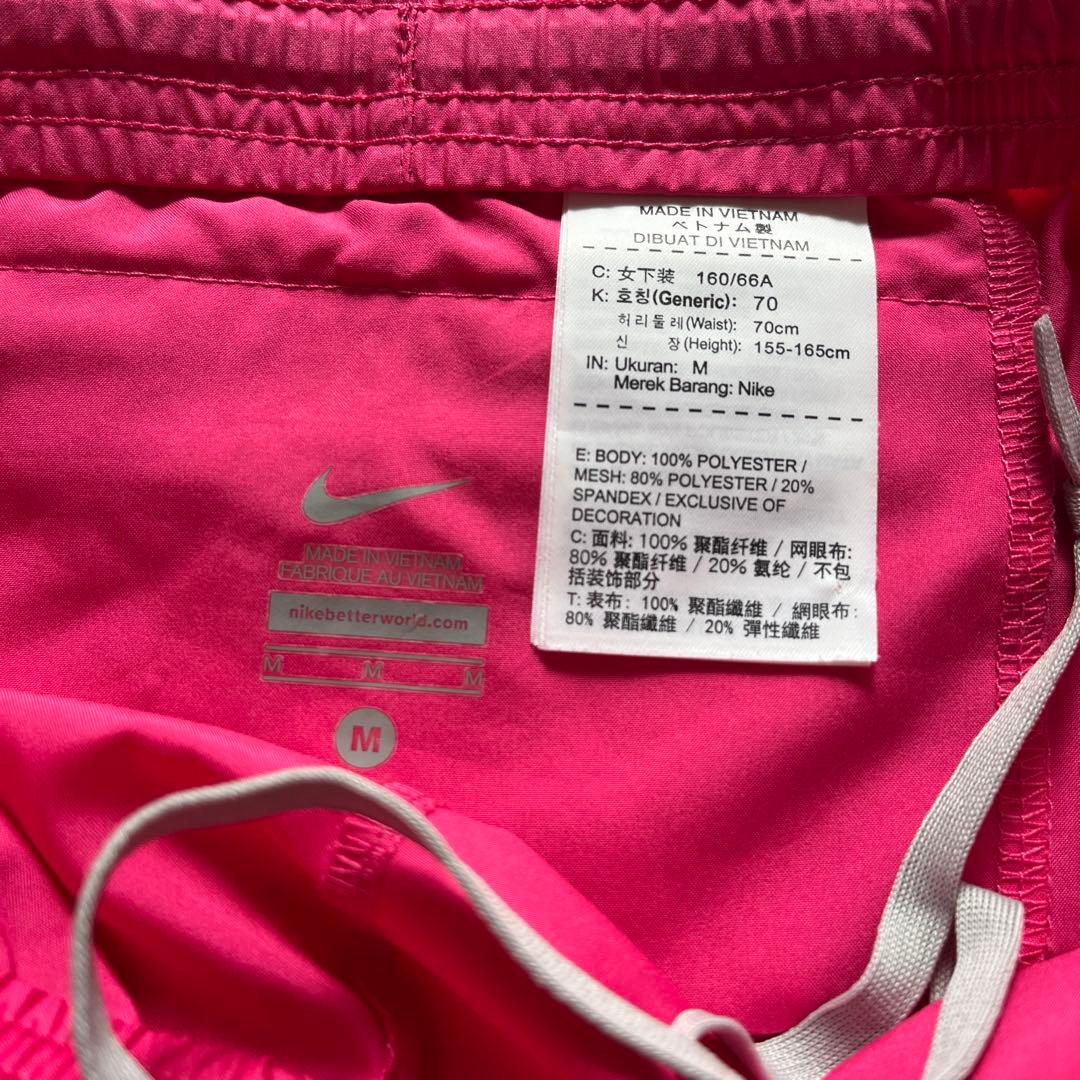 MADE IN VIETNAM
ベトナム製
DIBUAT DI VIETNAM
C: 女下装 160/66A
K: 호칭(Generic): 70
허리둘레(Waist): 70cm
신 장(Height): 155-165cm
IN: Ukuran: M
Merek Barang: Nike
E: BODY: 100% POLYESTER /
MESH: 80% POLYESTER / 20%
SPANDEX / EXCLUSIVE OF
DECORATION
C: 面料: 100% 聚酯纤维 / 网眼布:
80% 聚酯纤维 / 20% 氨纶 / 不包
括装饰部分
T: 表布: 100% 聚酯纖維 / 網眼布:
80% 聚酯纖維 / 20% 彈性纖維
MADE IN VIETNAM
FABRIQUE AU VIETNAM
nikebetterworld.com
M M M
M